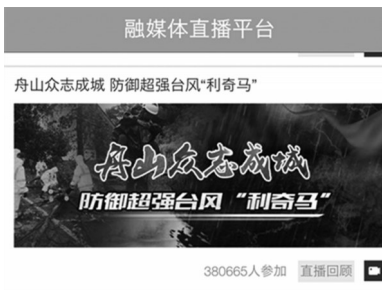 融媒体直播平台
舟山众志成城 防御超强台风“利奇马”
舟山众志成城
防御超强台风“利奇马”
380665人参加 直播回顾